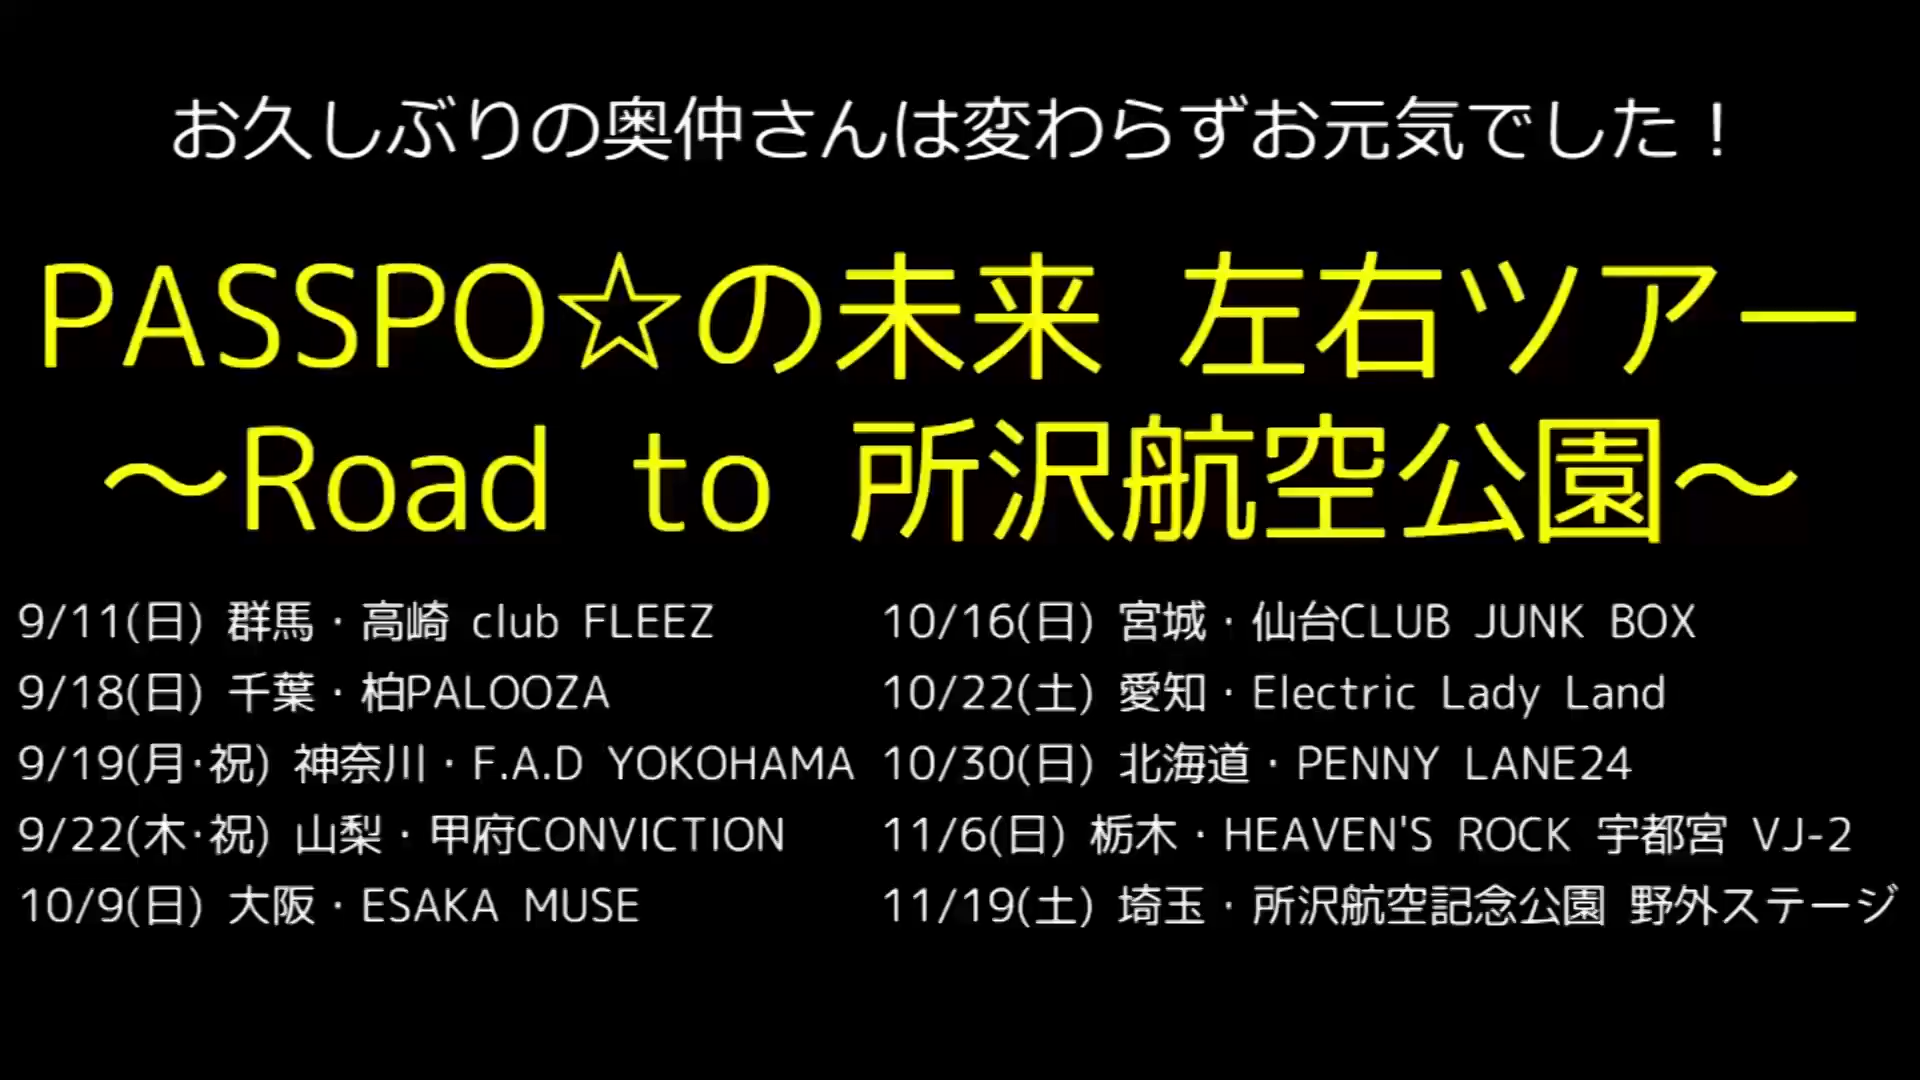 お久しぶりの奥仲さんは変わらずお元気でした！
PASSPO☆の未来 左右ツアー
～Road to 所沢航空公園～
9/11(日) 群馬・高崎 club FLEEZ
9/18(日) 千葉・柏PALOOZA
9/19(月･祝) 神奈川・F.A.D YOKOHAMA
9/22(木･祝) 山梨・甲府CONVICTION
10/9(日) 大阪・ESAKA MUSE
10/16(日) 宮城・仙台CLUB JUNK BOX
10/22(土) 愛知・Electric Lady Land
10/30(日) 北海道・PENNY LANE24
11/6(日) 栃木・HEAVEN'S ROCK 宇都宮 VJ-2
11/19(土) 埼玉・所沢航空記念公園 野外ステージ